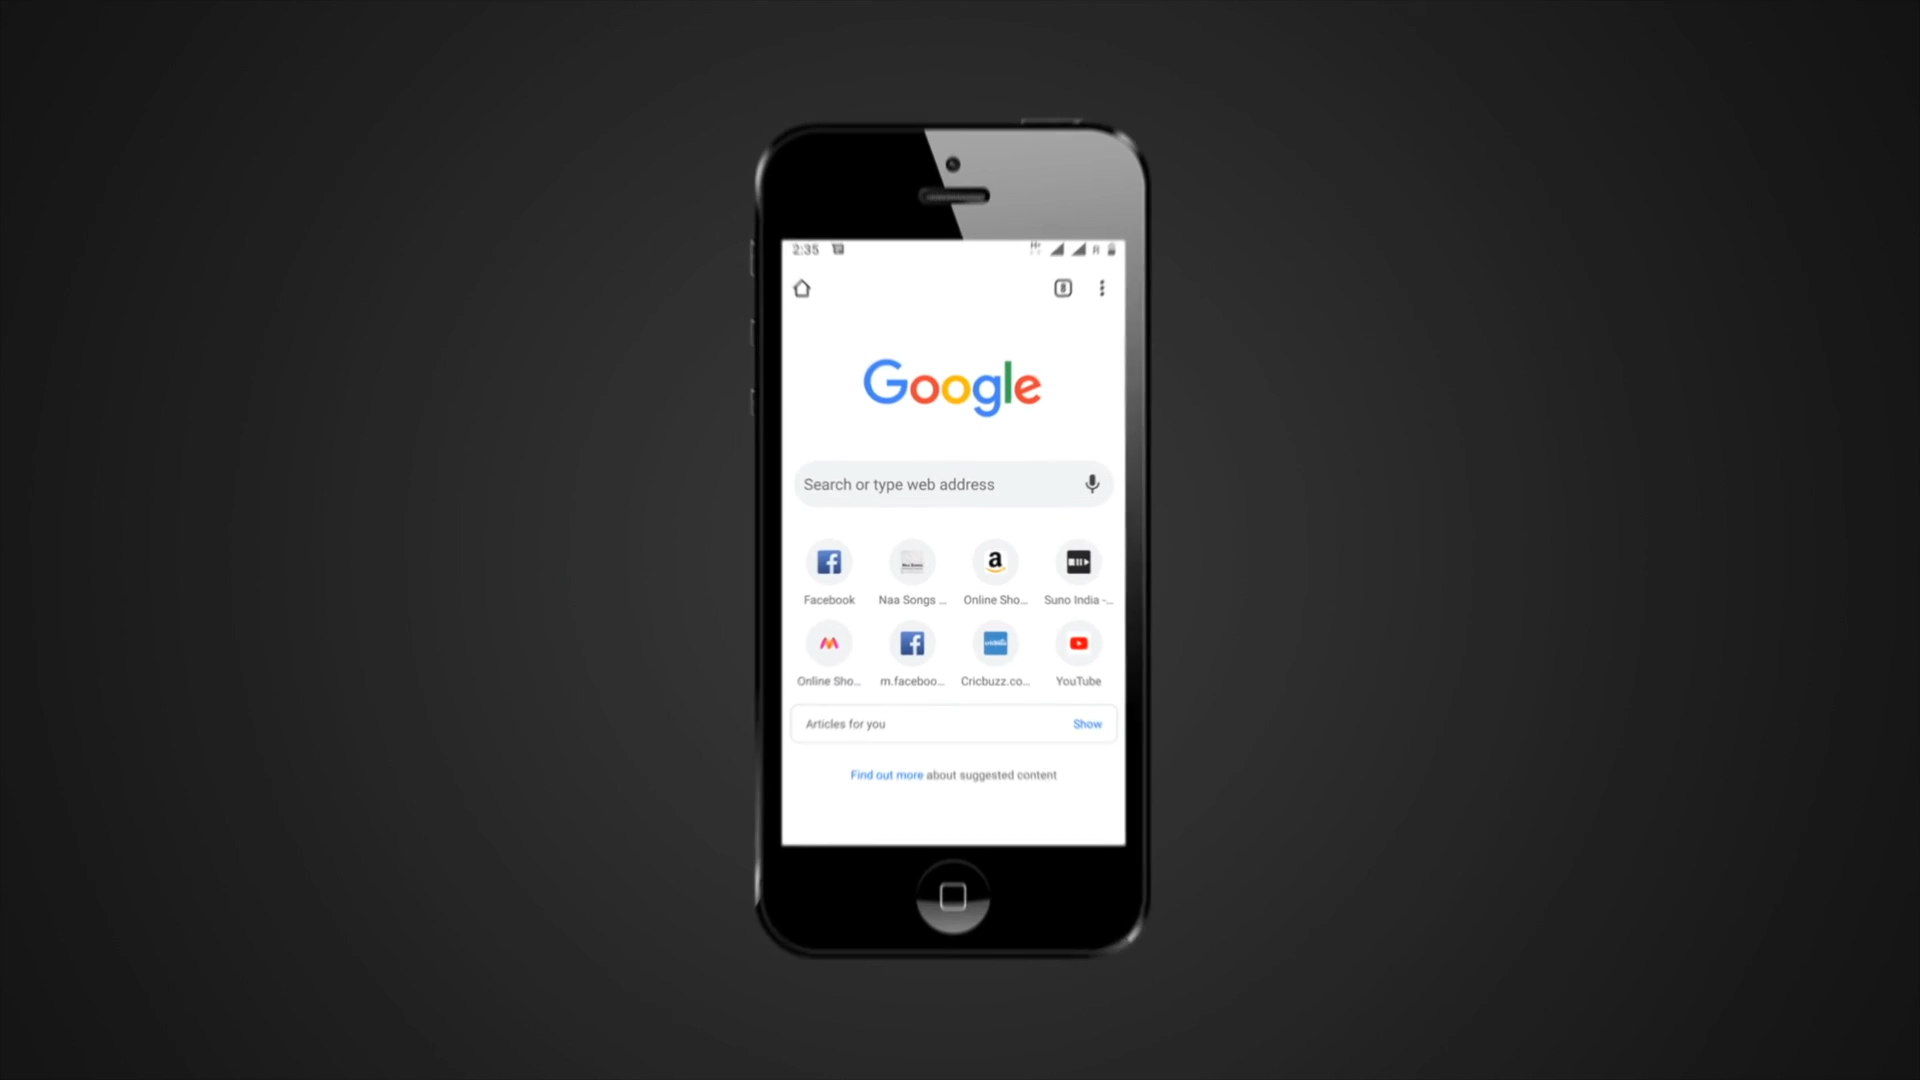 2:35
8
Google
Search or type web address
Facebook
Naa Songs ...
Online Sho...
Suno India -...
Online Sho...
m.faceboo...
Cricbuzz.co...
YouTube
Articles for you
Show
Find out more about suggested content